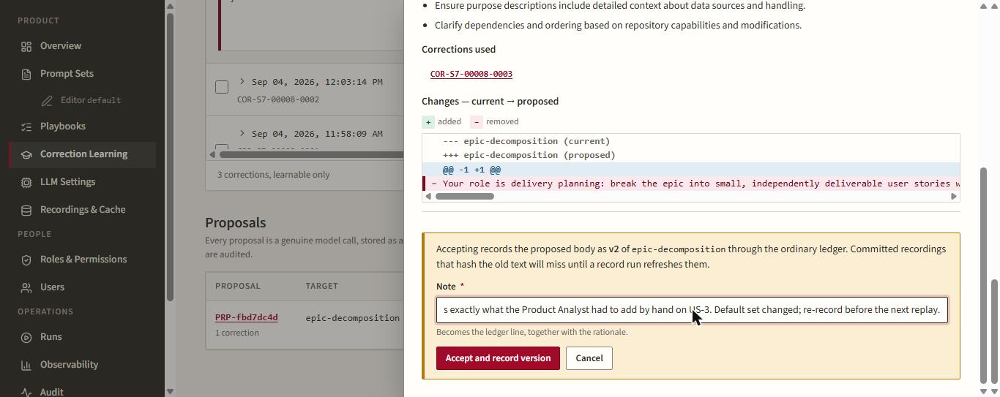 PRODUCT
Overview
Prompt Sets
Editor default
Playbooks
Correction Learning
LLM Settings
Recordings & Cache
PEOPLE
Roles & Permissions
Users
OPERATIONS
Runs
Observability
Audit
Sep 04, 2026, 12:03:14 PM
COR-S7-00008-0002
Sep 04, 2026, 11:58:09 AM
3 corrections, learnable only
Proposals
Every proposal is a genuine model call, stored as a
are audited.
PROPOSAL TARGET
PRP-fbd7dc4d epic-decomposition
1 correction
Ensure purpose descriptions include detailed context about data sources and handling.
Clarify dependencies and ordering based on repository capabilities and modifications.
Corrections used
COR-S7-00008-0003
Changes — current → proposed
+ added − removed
--- epic-decomposition (current)
+++ epic-decomposition (proposed)
@@ -1 +1 @@
− Your role is delivery planning: break the epic into small, independently deliverable user stories w
Accepting records the proposed body as v2 of epic-decomposition through the ordinary ledger. Committed recordings
that hash the old text will miss until a record run refreshes them.
Note *
s exactly what the Product Analyst had to add by hand on US-3. Default set changed; re-record before the next replay.
Becomes the ledger line, together with the rationale.
Accept and record version Cancel